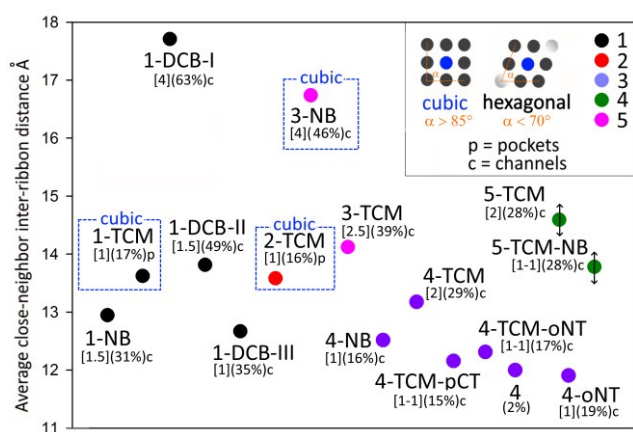 Average close-neighbor inter-ribbon distance Å
18
17
16
15
14
13
12
11
1-DCB-I
[4](63%)c
cubic
3-NB
[4](46%)c
α
α
cubic
hexagonal
α > 85°
α < 70°
p = pockets
c = channels
1
2
3
4
5
cubic
1-TCM
[1](17%)p
1-DCB-II
[1.5](49%)c
cubic
2-TCM
[1](16%)p
3-TCM
[2.5](39%)c
5-TCM
[2](28%)c
5-TCM-NB
[1-1](28%)c
4-TCM
[2](29%)c
1-NB
[1.5](31%)c
1-DCB-III
[1](35%)c
4-NB
[1](16%)c
4-TCM-oNT
[1-1](17%)c
4-TCM-pCT
[1-1](15%)c
4
(2%)
4-oNT
[1](19%)c